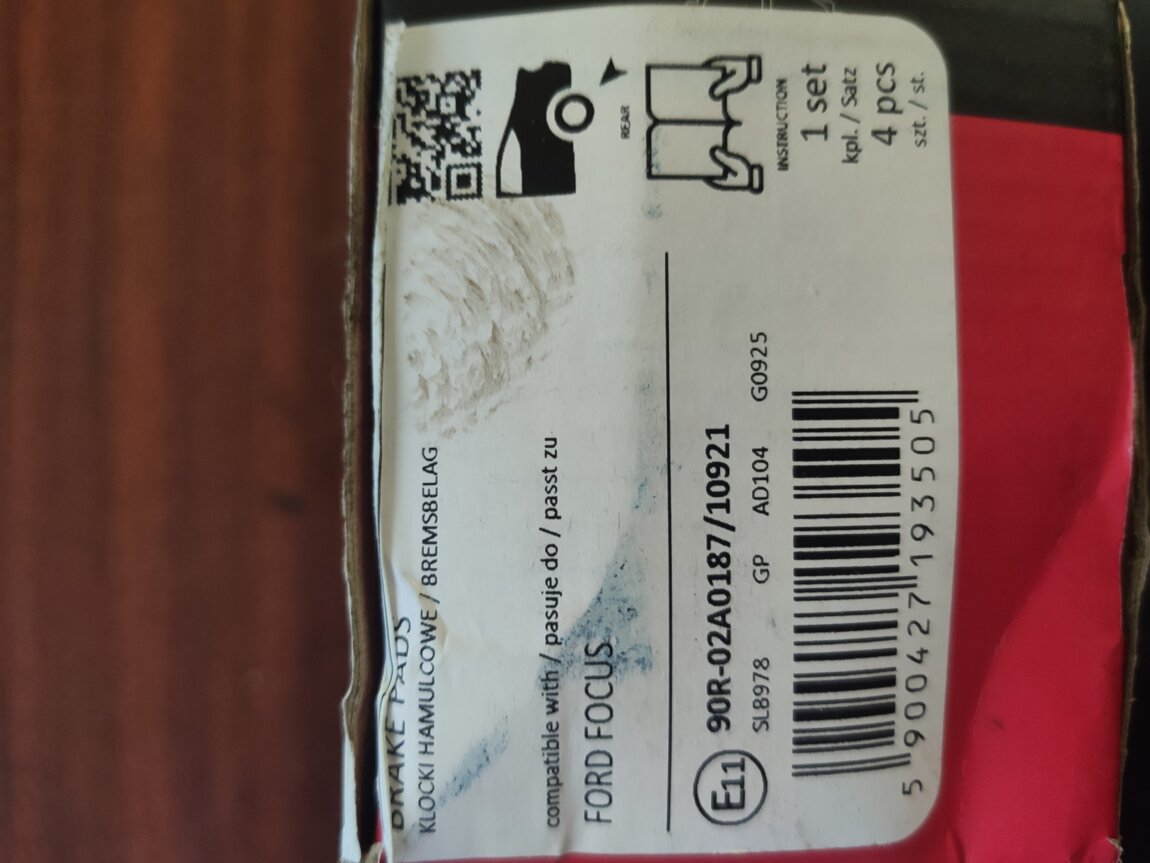 BRAKE PADS
KLOCKI HAMULCOWE / BREMSBELAG
compatible with / pasuje do / passt zu
FORD FOCUS
REAR
INSTRUCTION
1 set
kpl. / Satz
4 pcs
szt. / st.
E11 90R-02A0187/10921
SL8978 GP AD104 G0925
5 900427 193505